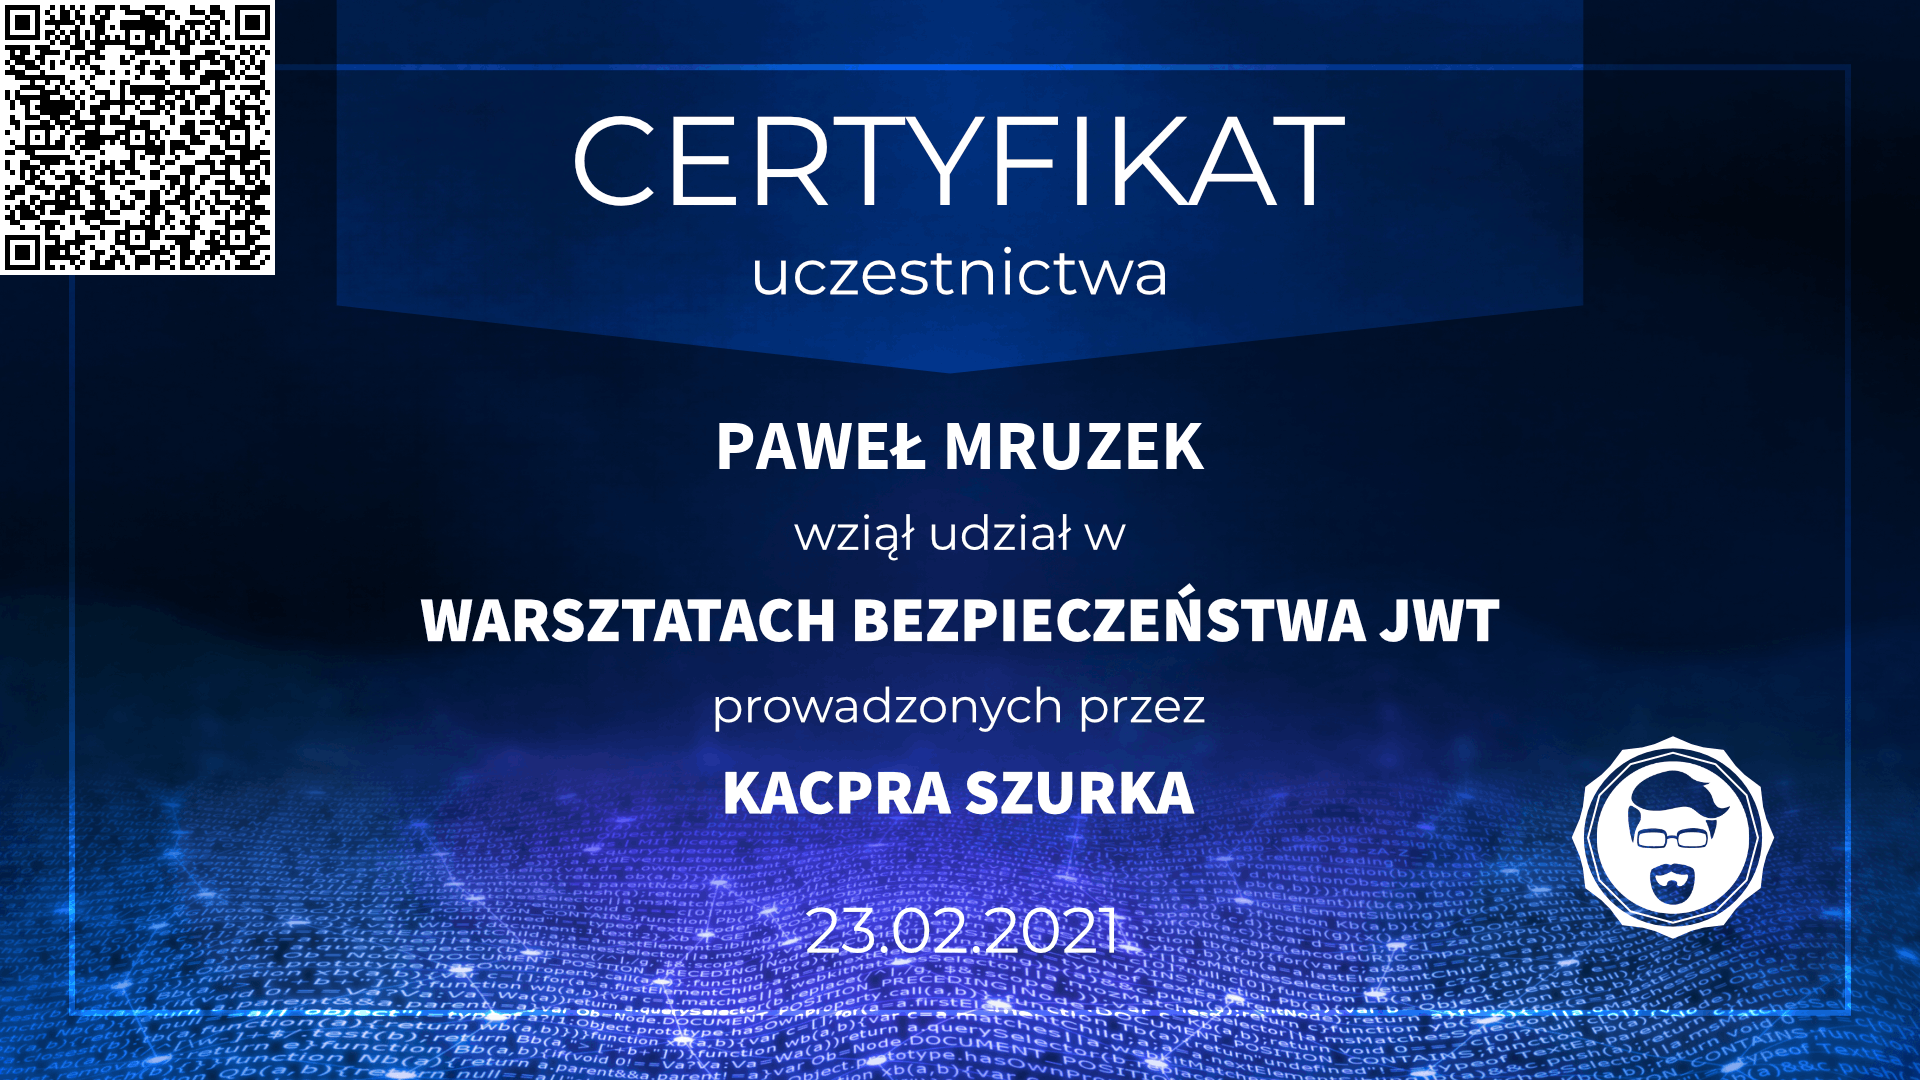 CERTYFIKAT
uczestnictwa
PAWEŁ MRUZEK
wziął udział w
WARSZTATACH BEZPIECZEŃSTWA JWT
prowadzonych przez
KACPRA SZURKA
23.02.2021